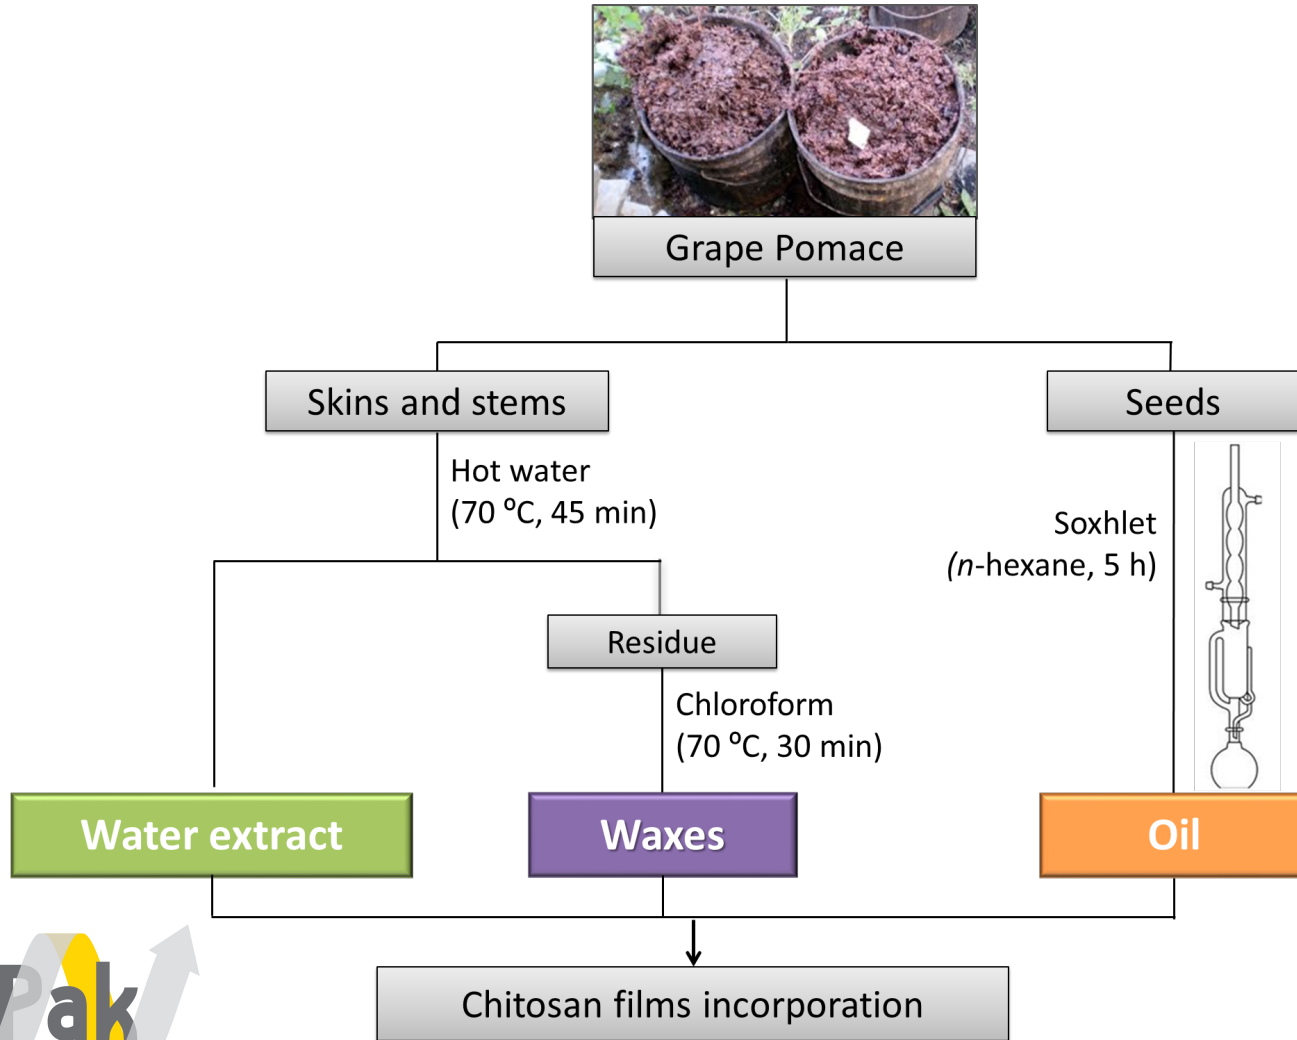 Grape Pomace
Skins and stems
Seeds
Hot water
(70 ºC, 45 min)
Soxhlet
(n-hexane, 5 h)
Residue
Chloroform
(70 ºC, 30 min)
Water extract
Waxes
Oil
Pak
Chitosan films incorporation